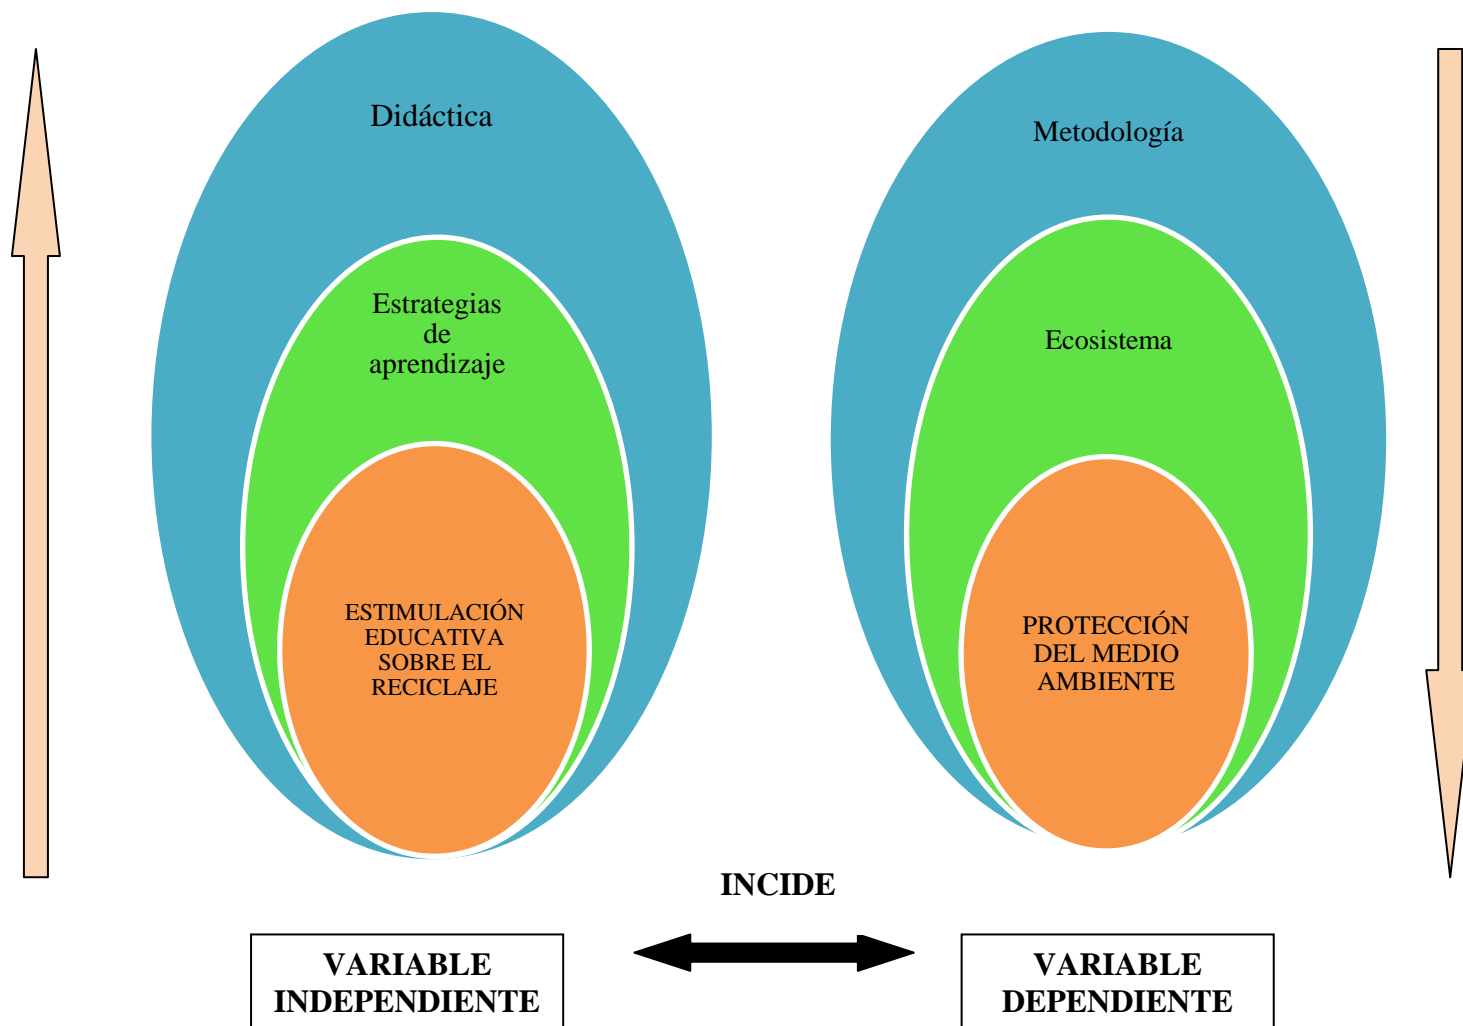 Didáctica
Estrategias
de
aprendizaje
ESTIMULACIÓN
EDUCATIVA
SOBRE EL
RECICLAJE
Metodología
Ecosistema
PROTECCIÓN
DEL MEDIO
AMBIENTE
INCIDE
VARIABLE
INDEPENDIENTE
VARIABLE
DEPENDIENTE